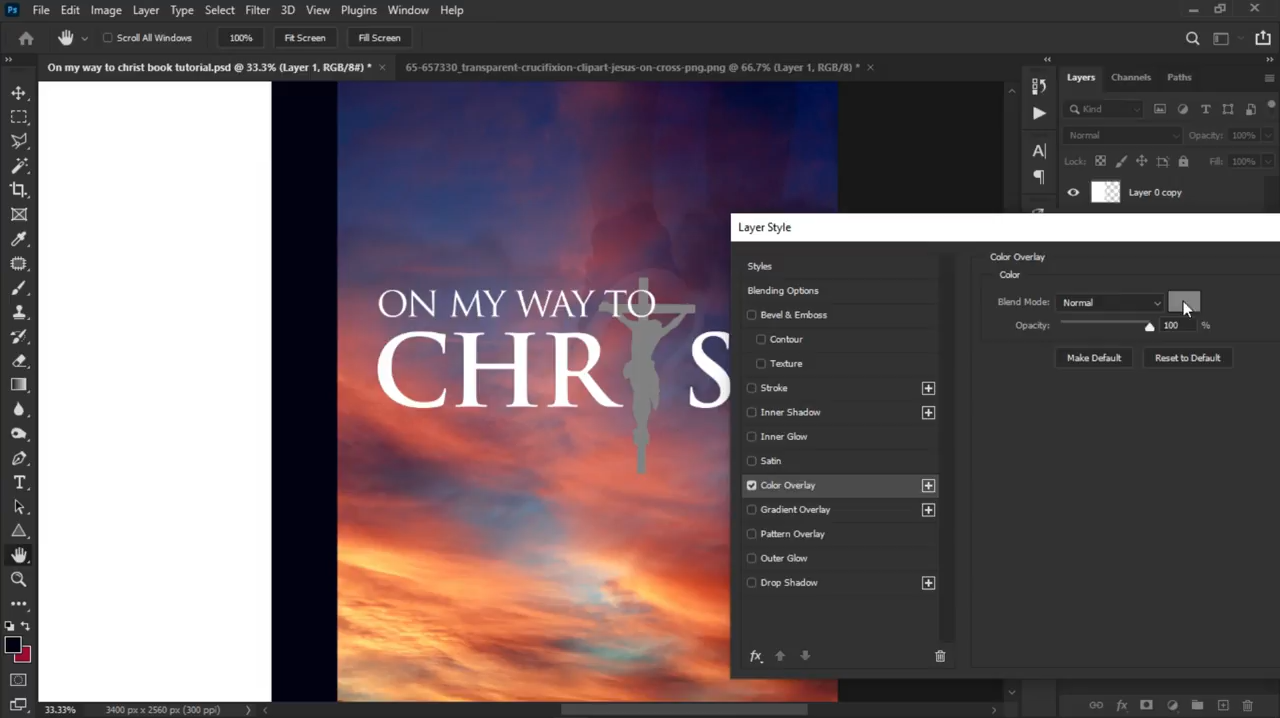 Ps File Edit Image Layer Type Select Filter 3D View Plugins Window Help
Scroll All Windows 100% Fit Screen Fill Screen
On my way to christ book tutorial.psd @ 33.3% (Layer 1, RGB/8#) * × 65-657330_transparent-crucifixion-clipart-jesus-on-cross-png.png @ 66.7% (Layer 1, RGB/8) * ×
Layers Channels Paths
Kind
Normal Opacity: 100%
Lock: Fill: 100%
Layer 0 copy
ON MY WAY TO
CHR S
Layer Style
Styles
Blending Options
Bevel & Emboss
Contour
Texture
Stroke
Inner Shadow
Inner Glow
Satin
Color Overlay
Gradient Overlay
Pattern Overlay
Outer Glow
Drop Shadow
fx
Color Overlay
Color
Blend Mode: Normal
Opacity: 100 %
Make Default Reset to Default
33.33% 3400 px x 2560 px (300 ppi)
fx